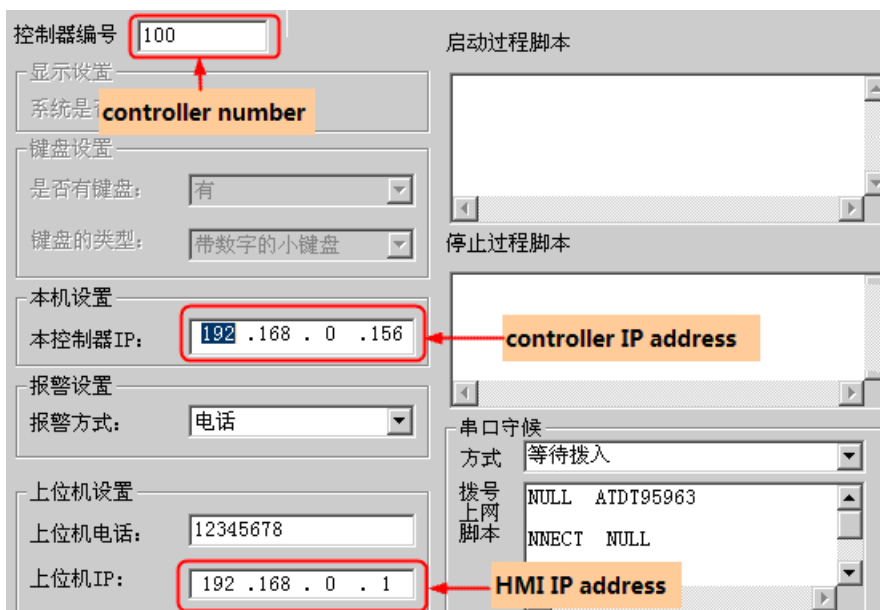 控制器编号 100
显示设置
系统是
controller number
键盘设置
是否有键盘: 有
键盘的类型: 带数字的小键盘
本机设置
本控制器IP: 192 .168 . 0 .156
controller IP address
报警设置
报警方式: 电话
上位机设置
上位机电话: 12345678
上位机IP: 192 .168 . 0 . 1
HMI IP address
启动过程脚本
停止过程脚本
串口守候
方式 等待拨入
拨号上网脚本
NULL ATDT95963
NNECT NULL